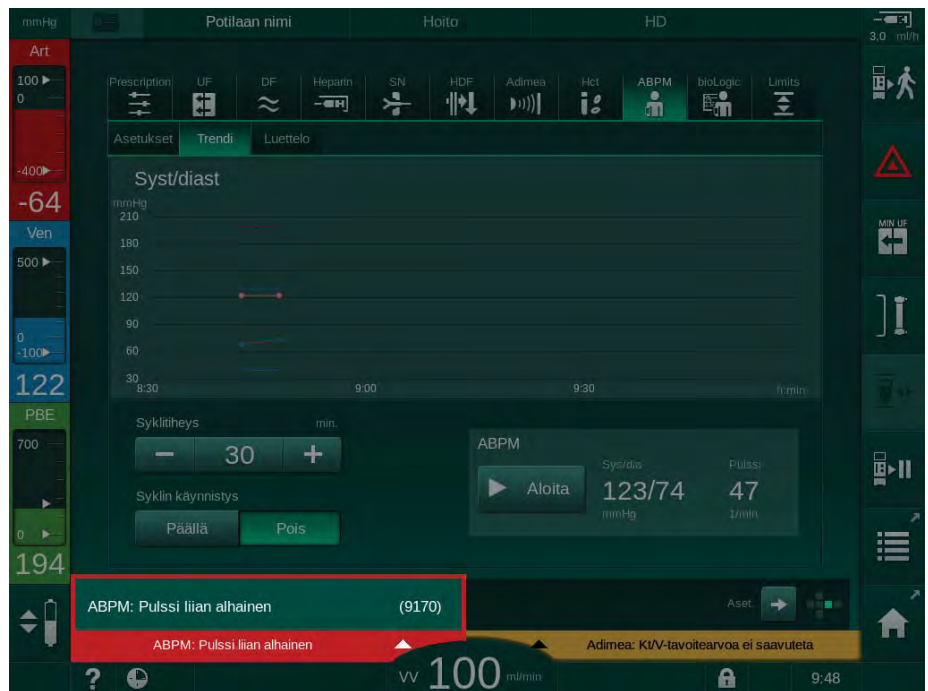 mmHg
Potilaan nimi
Hoito
HD
3,0 ml/h
Art
100
0
-400
-64
Ven
500
0
-100
122
PBE
700
0
194
Prescription
UF
DF
Heparin
SN
HDF
Adimea
Hct
ABPM
bioLogic
Limits
MIN UF
Asetukset
Trendi
Luettelo
Syst/diast
mmHg
210
180
150
120
90
60
30
8:30
9:00
9:30
h:min
Syklitiheys
min.
30
Syklin käynnistys
Päällä
Pois
ABPM
Aloita
Sys/dia
123/74
mmHg
Pulssi
47
1/min
ABPM: Pulssi liian alhainen (9170)
Aset.
ABPM: Pulssi liian alhainen
Adimea: Kt/V-tavoitearvoa ei saavuteta
?
VV 100 ml/min
9:48